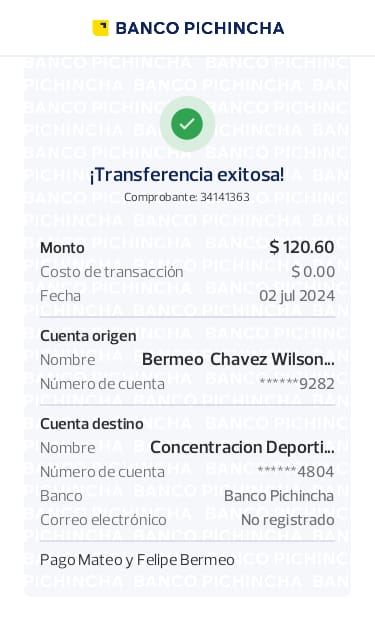 BANCO PICHINCHA
¡Transferencia exitosa!
Comprobante: 34141363
Monto $ 120.60
Costo de transacción $ 0.00
Fecha 02 jul 2024
Cuenta origen
Nombre Bermeo Chavez Wilson...
Número de cuenta ******9282
Cuenta destino
Nombre Concentracion Deporti...
Número de cuenta ******4804
Banco Banco Pichincha
Correo electrónico No registrado
Pago Mateo y Felipe Bermeo